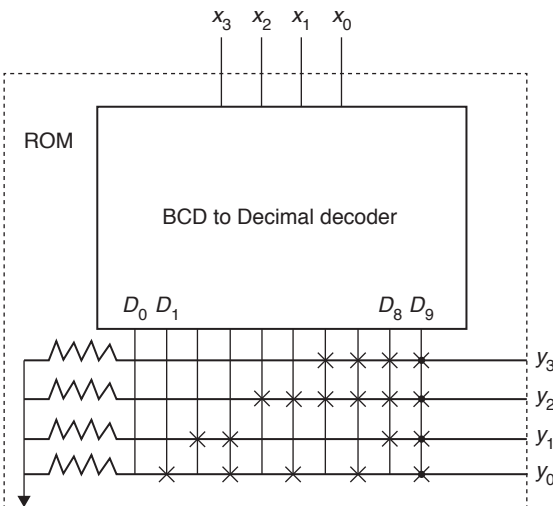 x₃ x₂ x₁ x₀
ROM
BCD to Decimal decoder
D₀ D₁ D₈ D₉
y₃
y₂
y₁
y₀